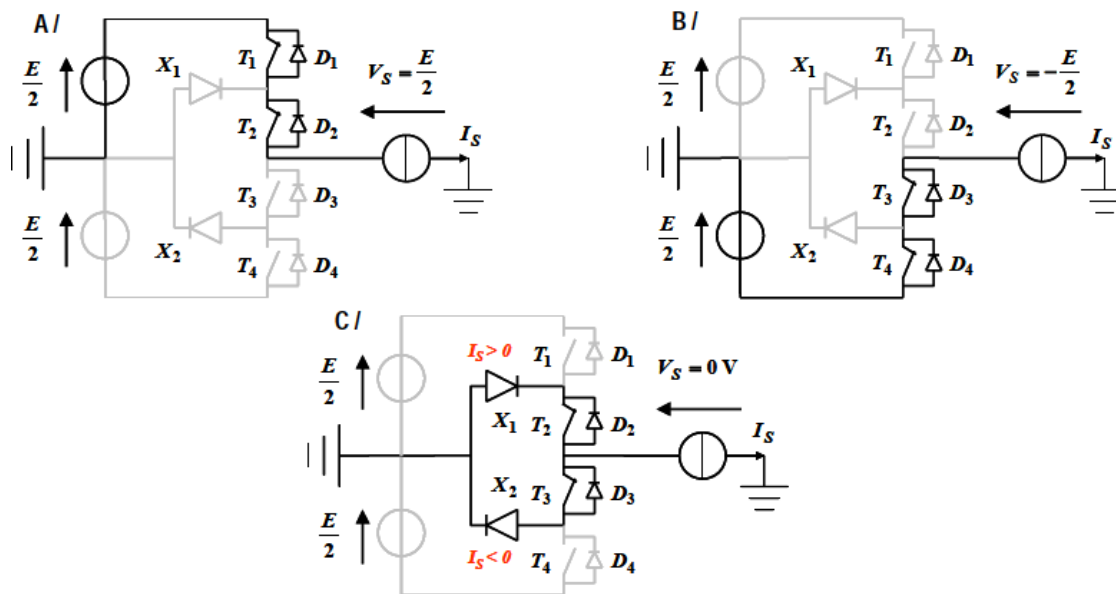 A/
E/2
X1
T1
D1
VS = E/2
T2
D2
IS
E/2
X2
T3
D3
T4
D4
B/
E/2
X1
T1
D1
VS = -E/2
T2
D2
IS
E/2
X2
T3
D3
T4
D4
C/
E/2
IS > 0
T1
D1
VS = 0 V
X1
T2
D2
IS
E/2
X2
T3
D3
IS < 0
T4
D4